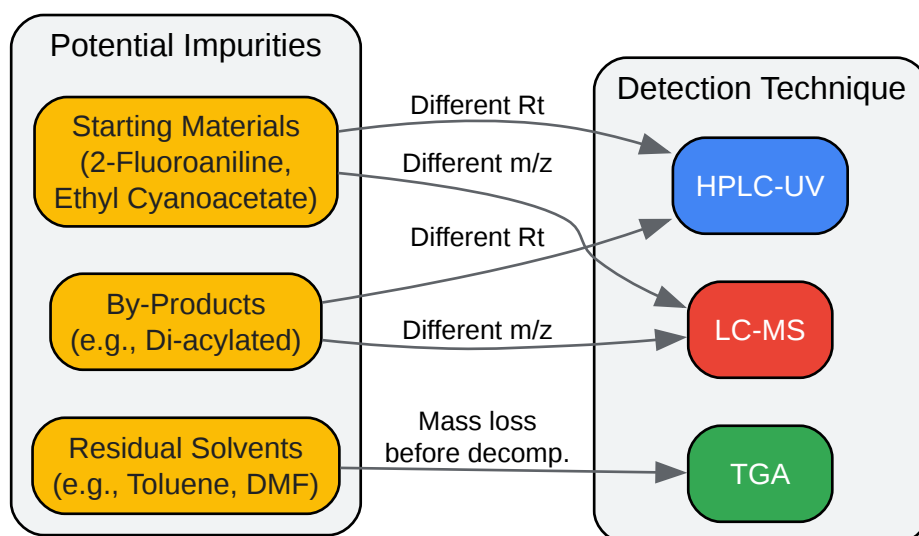 Potential Impurities
Starting Materials
(2-Fluoroaniline,
Ethyl Cyanoacetate)
By-Products
(e.g., Di-acylated)
Residual Solvents
(e.g., Toluene, DMF)
Different Rt
Different m/z
Different Rt
Different m/z
Mass loss
before decomp.
Detection Technique
HPLC-UV
LC-MS
TGA